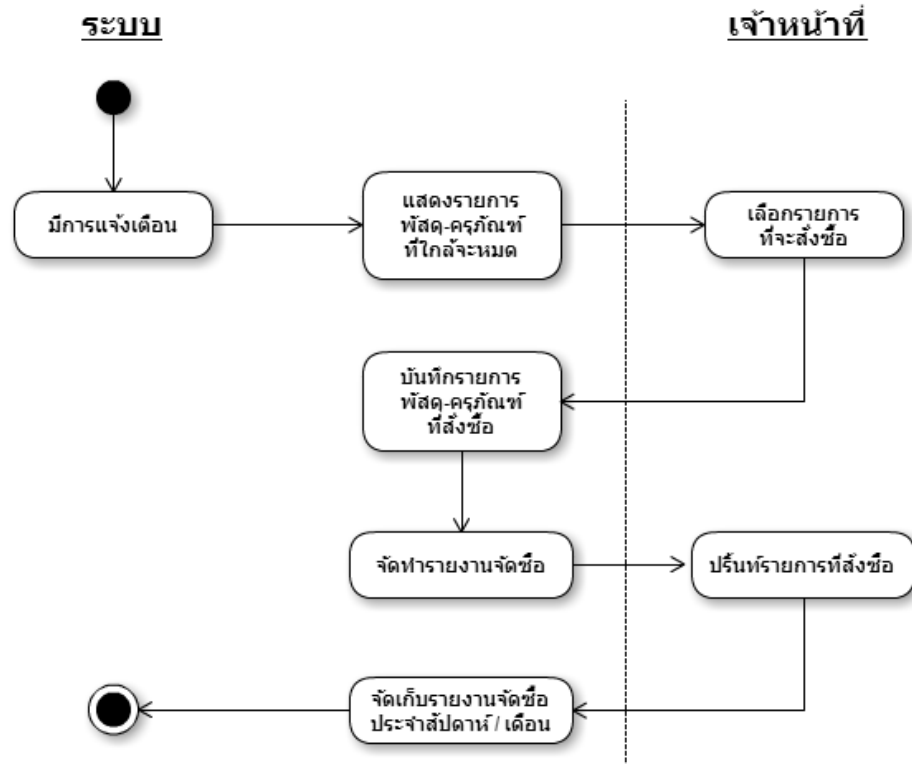 ระบบ
เจ้าหน้าที่
มีการแจ้งเตือน
แสดงรายการ
พัสดุ-ครุภัณฑ์
ที่ใกล้จะหมด
เลือกรายการ
ที่จะสั่งซื้อ
บันทึกรายการ
พัสดุ-ครุภัณฑ์
ที่สั่งซื้อ
จัดทำรายงานจัดซื้อ
ปริ้นท์รายการที่สั่งซื้อ
จัดเก็บรายงานจัดซื้อ
ประจำสัปดาห์ / เดือน